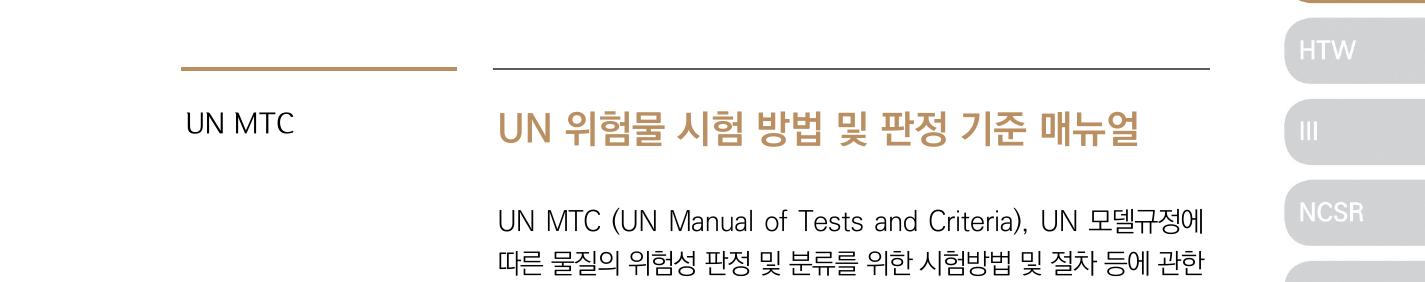 HTW
UN MTC
UN 위험물 시험 방법 및 판정 기준 매뉴얼
III
NCSR
UN MTC (UN Manual of Tests and Criteria), UN 모델규정에
따른 물질의 위험성 판정 및 분류를 위한 시험방법 및 절차 등에 관한